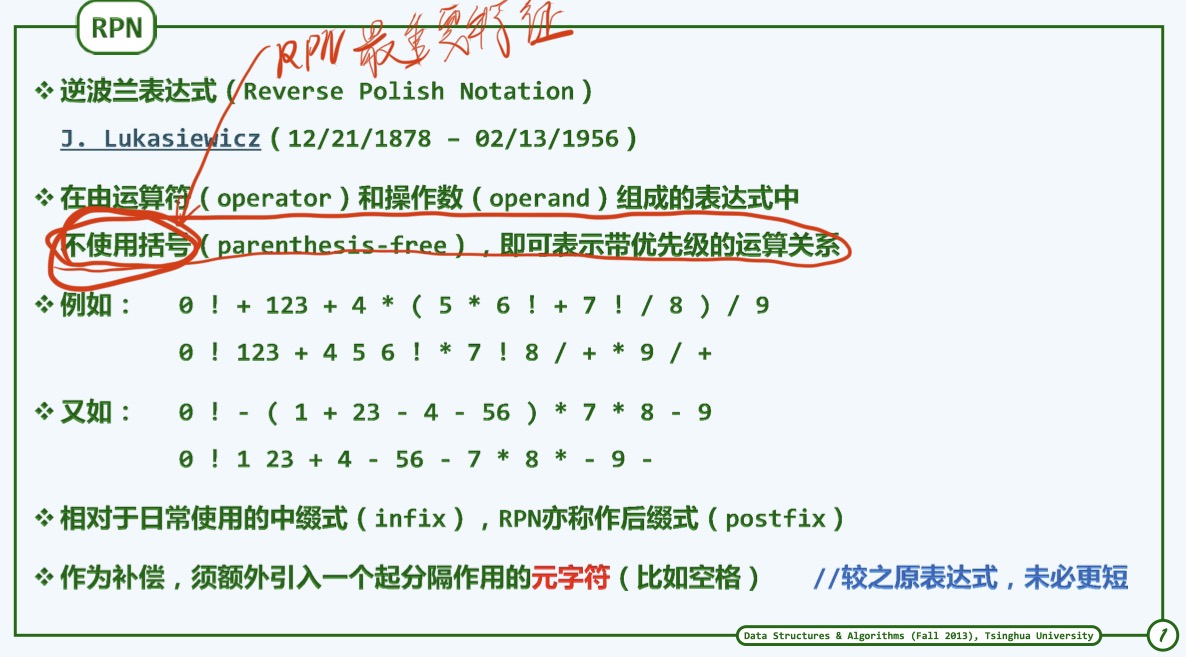 RPN
RPN 最重要特征
❖ 逆波兰表达式 ( Reverse Polish Notation )
J. Lukasiewicz ( 12/21/1878 – 02/13/1956 )
❖ 在由运算符 ( operator ) 和操作数 ( operand ) 组成的表达式中
不使用括号 ( parenthesis-free ) , 即可表示带优先级的运算关系
❖ 例如 : 0 ! + 123 + 4 * ( 5 * 6 ! + 7 ! / 8 ) / 9
0 ! 123 + 4 5 6 ! * 7 ! 8 / + * 9 / +
❖ 又如 : 0 ! - ( 1 + 23 - 4 - 56 ) * 7 * 8 - 9
0 ! 1 23 + 4 - 56 - 7 * 8 * - 9 -
❖ 相对于日常使用的中缀式 ( infix ) , RPN亦称作后缀式 ( postfix )
❖ 作为补偿 , 须额外引入一个起分隔作用的元字符 ( 比如空格 ) //较之原表达式 , 未必更短
Data Structures & Algorithms (Fall 2013), Tsinghua University
1